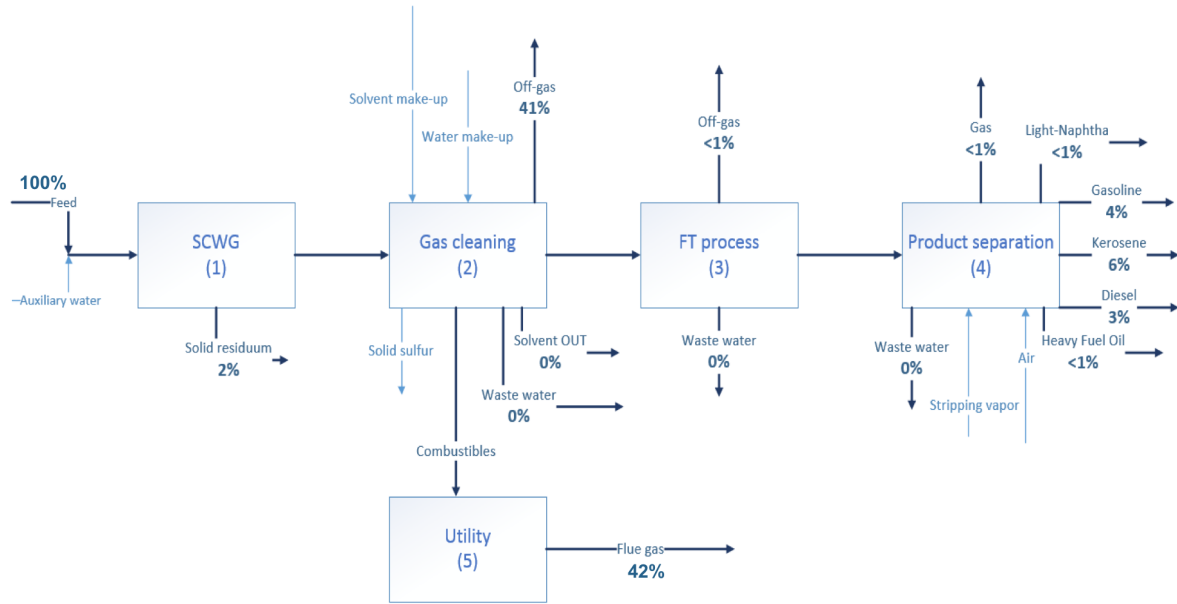 Solvent make-up
Water make-up
Off-gas
41%
Off-gas
<1%
Gas
<1%
Light-Naphtha
<1%
100%
Feed
Gasoline
4%
SCWG
(1)
Gas cleaning
(2)
FT process
(3)
Product separation
(4)
Kerosene
6%
Auxiliary water
Diesel
3%
Solid residuum
2%
Solid sulfur
Solvent OUT
0%
Waste water
0%
Waste water
0%
Waste water
0%
Stripping vapor
Air
Heavy Fuel Oil
<1%
Combustibles
Utility
(5)
Flue gas
42%